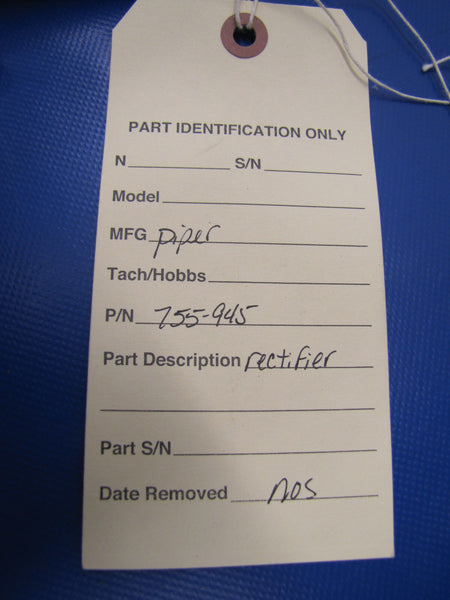 PART IDENTIFICATION ONLY
N S/N
Model
MFG piper
Tach/Hobbs
P/N 755-945
Part Description rectifier
Part S/N
Date Removed nos